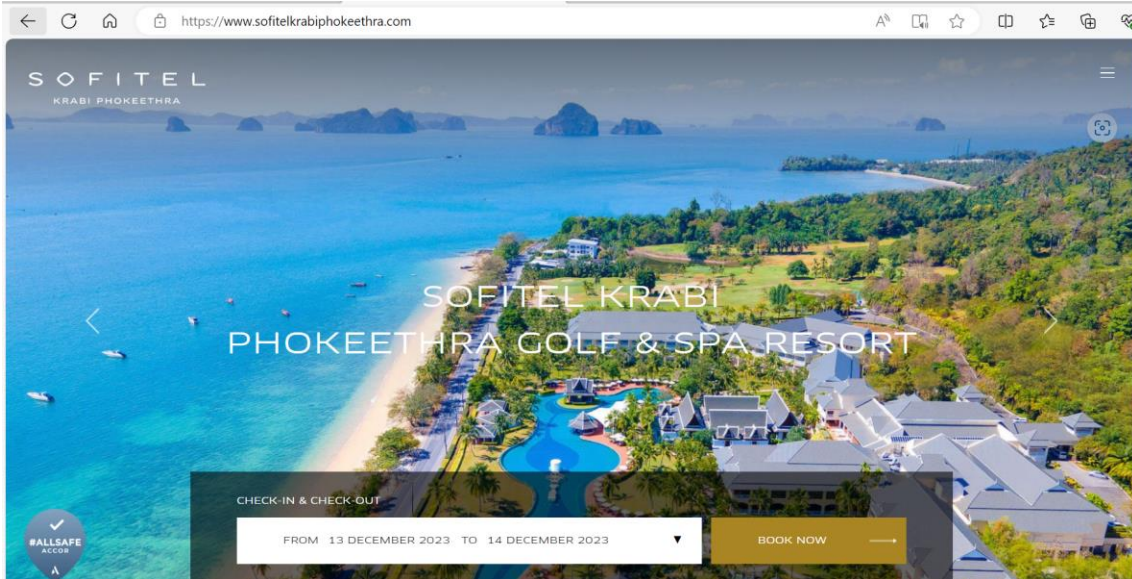 https://www.sofitelkrabiphokeethra.com
SOFITEL
KRABI PHOKEETHRA
SOFITEL KRABI
PHOKEETHRA GOLF & SPA RESORT
CHECK-IN & CHECK-OUT
FROM 13 DECEMBER 2023 TO 14 DECEMBER 2023
BOOK NOW
#ALLSAFE
ACCOR